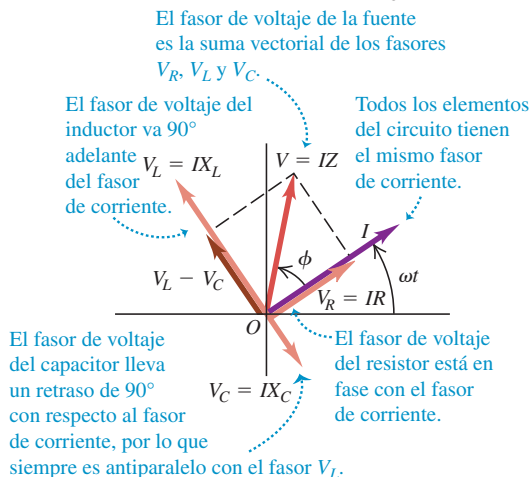 El fasor de voltaje de la fuente
es la suma vectorial de los fasores
V_R, V_L y V_C.
El fasor de voltaje del
inductor va 90°
adelante
del fasor
de corriente.
Todos los elementos
del circuito tienen
el mismo fasor
de corriente.
V_L = IX_L
V = IZ
I
ϕ
ωt
V_L − V_C
V_R = IR
O
El fasor de voltaje
del capacitor lleva
un retraso de 90°
con respecto al fasor
de corriente, por lo que
siempre es antiparalelo con el fasor V_L.
V_C = IX_C
El fasor de voltaje
del resistor está en
fase con el fasor
de corriente.